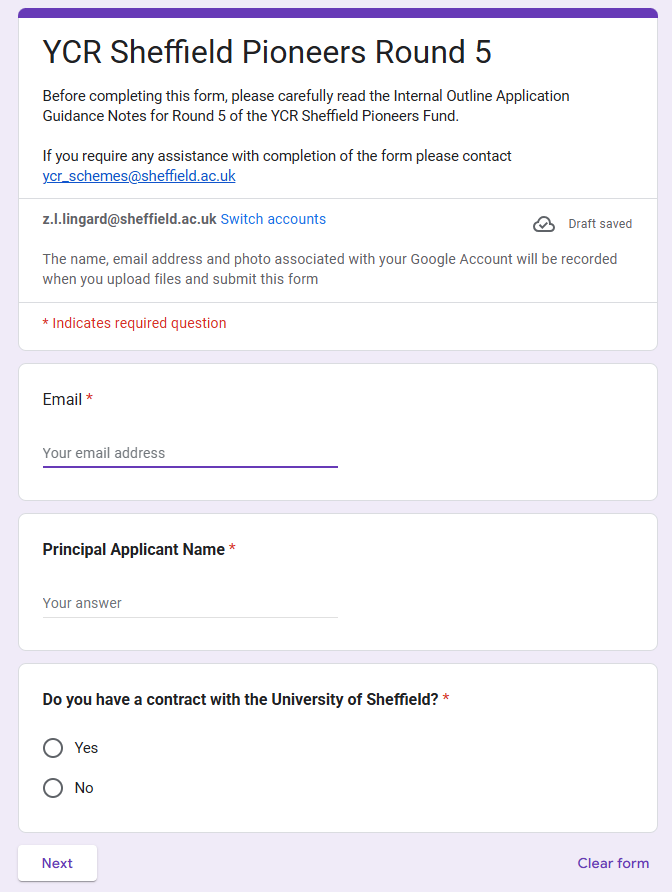 YCR Sheffield Pioneers Round 5
Before completing this form, please carefully read the Internal Outline Application
Guidance Notes for Round 5 of the YCR Sheffield Pioneers Fund.
If you require any assistance with completion of the form please contact
ycr_schemes@sheffield.ac.uk
z.l.lingard@sheffield.ac.uk Switch accounts
Draft saved
The name, email address and photo associated with your Google Account will be recorded
when you upload files and submit this form
* Indicates required question
Email *
Your email address
Principal Applicant Name *
Your answer
Do you have a contract with the University of Sheffield? *
Yes
No
Next
Clear form